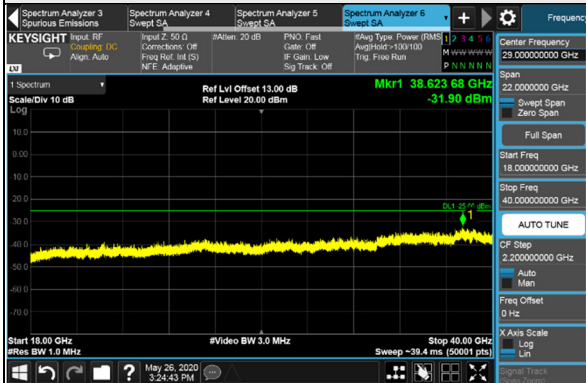 Spectrum Analyzer 3
Spurious Emissions
Spectrum Analyzer 4
Swept SA
Spectrum Analyzer 5
Swept SA
Spectrum Analyzer 6
Swept SA
Frequency
KEYSIGHT
Input: RF
Coupling: DC
Align: Auto
Input Z: 50 Ω
Corrections: Off
Freq Ref: Int (S)
NFE: Adaptive
#Atten: 20 dB
PNO: Fast
Gate: Off
IF Gain: Low
Sig Track: Off
#Avg Type: Power (RMS
Avg|Hold:>100/100
Trig: Free Run
1 2 3 4 5 6
M W W W W W
P N N N N N
LXI
1 Spectrum
Scale/Div 10 dB
Log
Ref Lvl Offset 13.00 dB
Ref Level 20.00 dBm
Mkr1 38.623 68 GHz
-31.90 dBm
10.0
0.00
-10.0
-20.0
-30.0
-40.0
-50.0
-60.0
-70.0
DL1 -25.00 dBm
1
Start 18.00 GHz
#Res BW 1.0 MHz
#Video BW 3.0 MHz
Stop 40.00 GHz
Sweep ~39.4 ms (50001 pts)
Center Frequency
29.000000000 GHz
Span
22.0000000 GHz
Swept Span
Zero Span
Full Span
Start Freq
18.000000000 GHz
Stop Freq
40.000000000 GHz
AUTO TUNE
CF Step
2.200000000 GHz
Auto
Man
Freq Offset
0 Hz
X Axis Scale
Log
Lin
Signal Track
May 26, 2020
3:24:43 PM